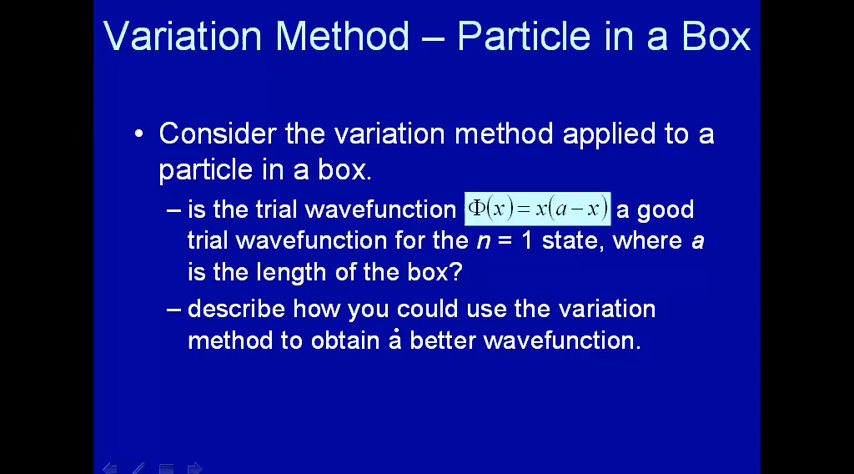 Variation Method – Particle in a Box
• Consider the variation method applied to a
particle in a box.
– is the trial wavefunction Φ(x)=x(a−x) a good
trial wavefunction for the n = 1 state, where a
is the length of the box?
– describe how you could use the variation
method to obtain a better wavefunction.